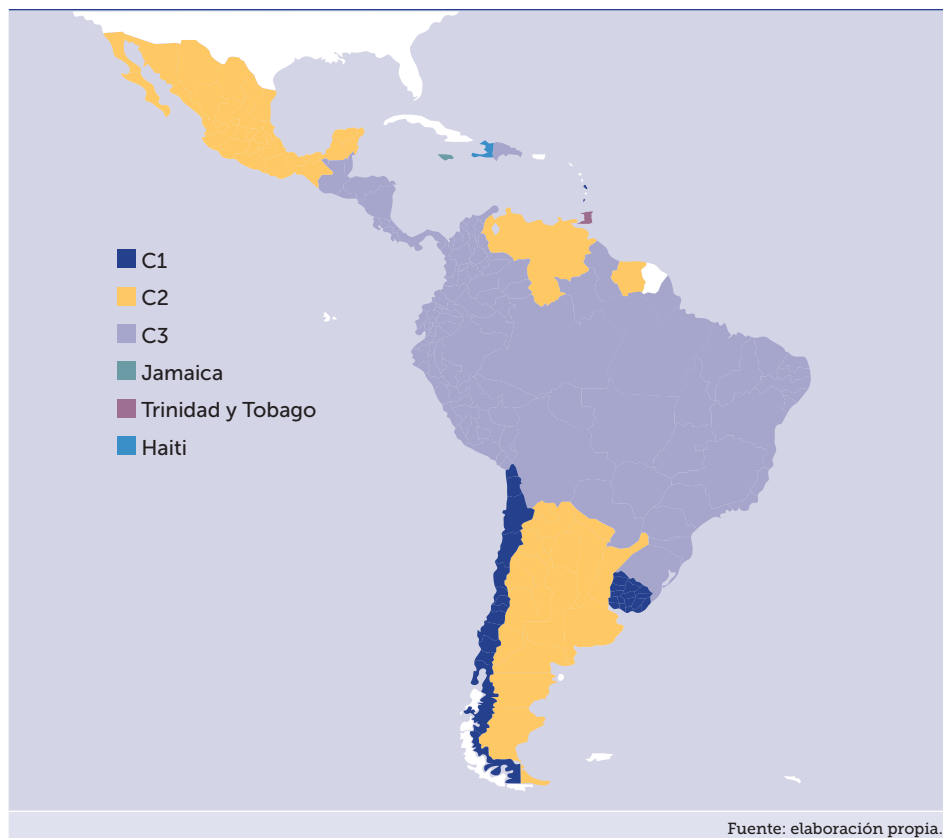 C1
C2
C3
Jamaica
Trinidad y Tobago
Haiti
Fuente: elaboración propia.